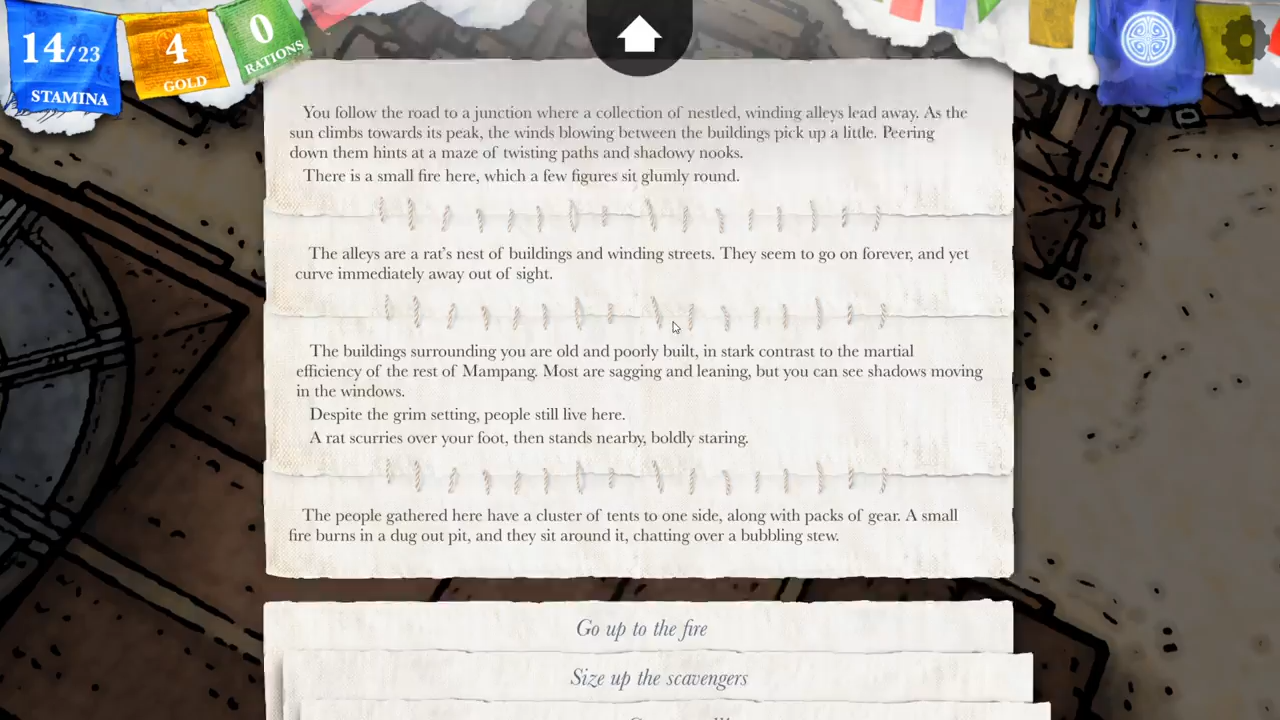 14/23
STAMINA
4
GOLD
0
RATIONS
You follow the road to a junction where a collection of nestled, winding alleys lead away. As the
sun climbs towards its peak, the winds blowing between the buildings pick up a little. Peering
down them hints at a maze of twisting paths and shadowy nooks.
There is a small fire here, which a few figures sit glumly round.
The alleys are a rat's nest of buildings and winding streets. They seem to go on forever, and yet
curve immediately away out of sight.
The buildings surrounding you are old and poorly built, in stark contrast to the martial
efficiency of the rest of Mampang. Most are sagging and leaning, but you can see shadows moving
in the windows.
Despite the grim setting, people still live here.
A rat scurries over your foot, then stands nearby, boldly staring.
The people gathered here have a cluster of tents to one side, along with packs of gear. A small
fire burns in a dug out pit, and they sit around it, chatting over a bubbling stew.
Go up to the fire
Size up the scavengers